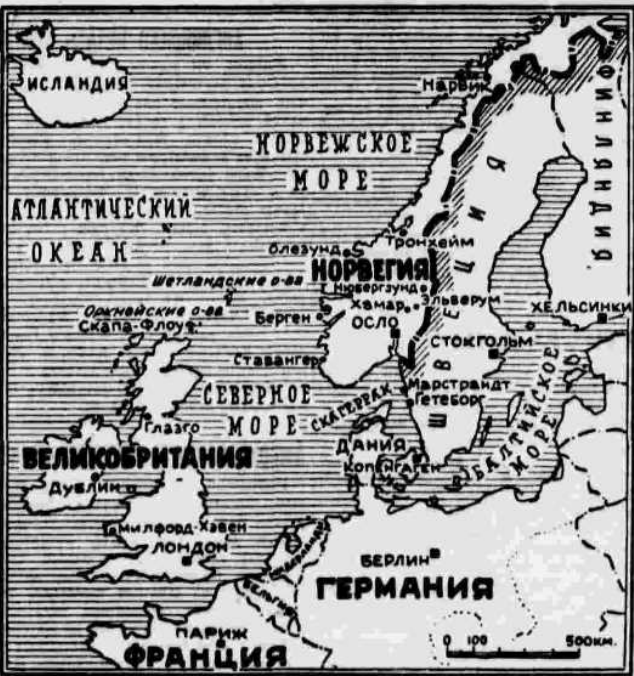 ИСЛАНДИЯ
Нарвик
ФИНЛЯНДИЯ
НОРВЕЖСКОЕ
МОРЕ
АТЛАНТИЧЕСКИЙ
ОКЕАН
Олезунд
Тронхейм
НОРВЕГИЯ
ШВЕЦИЯ
Шетландские о-ва
Нюбергзунд
Оркнейские о-ва
Скапа-Флоу
Хамар
Эльверум
Берген
ОСЛО
ХЕЛЬСИНКИ
СТОКГОЛЬМ
Ставангер
Марстрандт
Гетеборг
СЕВЕРНОЕ
МОРЕ
СКАГЕРРАК
БАЛТИЙСКОЕ
МОРЕ
Глазго
ДАНИЯ
Копенгаген
ВЕЛИКОБРИТАНИЯ
Дублин
Милфорд-Хэвен
ЛОНДОН
БЕРЛИН
ГЕРМАНИЯ
Бельгия
ПАРИЖ
ФРАНЦИЯ
0 100 500км.